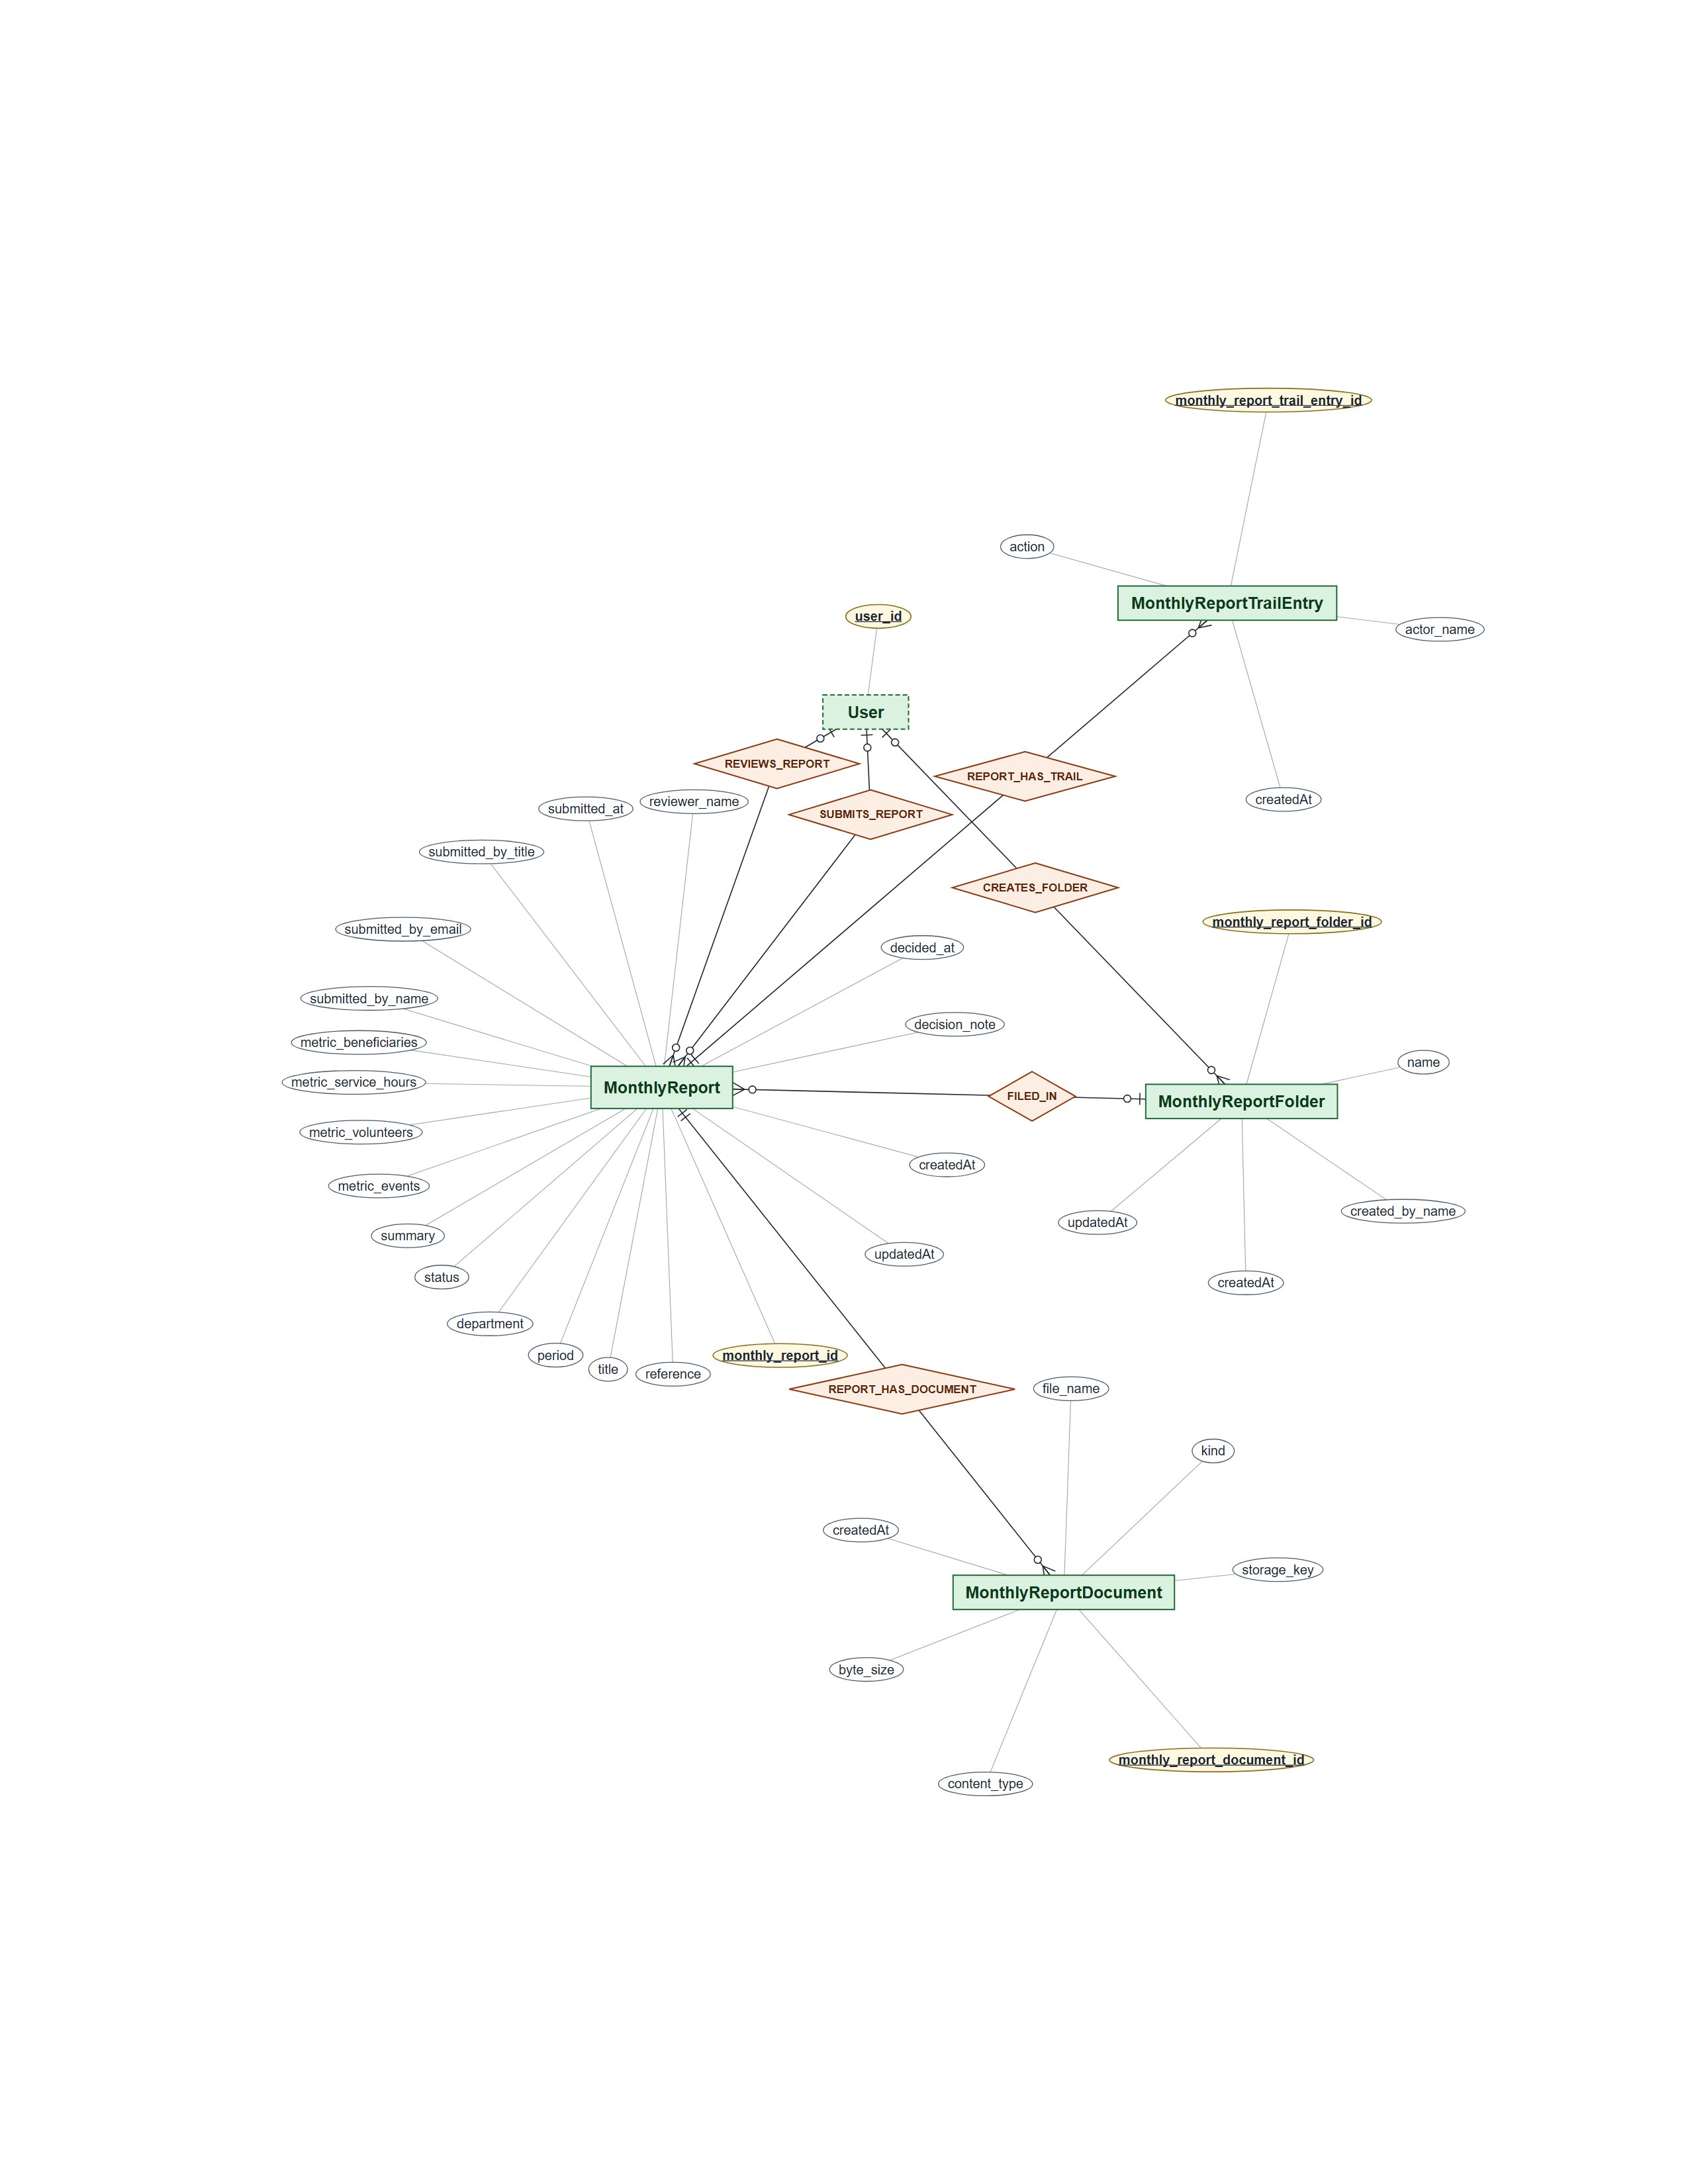 monthly_report_trail_entry_id
action
MonthlyReportTrailEntry
user_id
actor_name
User
REVIEWS_REPORT
REPORT_HAS_TRAIL
createdAt
reviewer_name
submitted_at
SUBMITS_REPORT
submitted_by_title
CREATES_FOLDER
monthly_report_folder_id
submitted_by_email
decided_at
submitted_by_name
decision_note
metric_beneficiaries
name
metric_service_hours
MonthlyReport
FILED_IN
MonthlyReportFolder
metric_volunteers
createdAt
metric_events
created_by_name
updatedAt
summary
updatedAt
status
createdAt
department
period
monthly_report_id
title
reference
REPORT_HAS_DOCUMENT
file_name
kind
createdAt
storage_key
MonthlyReportDocument
byte_size
monthly_report_document_id
content_type